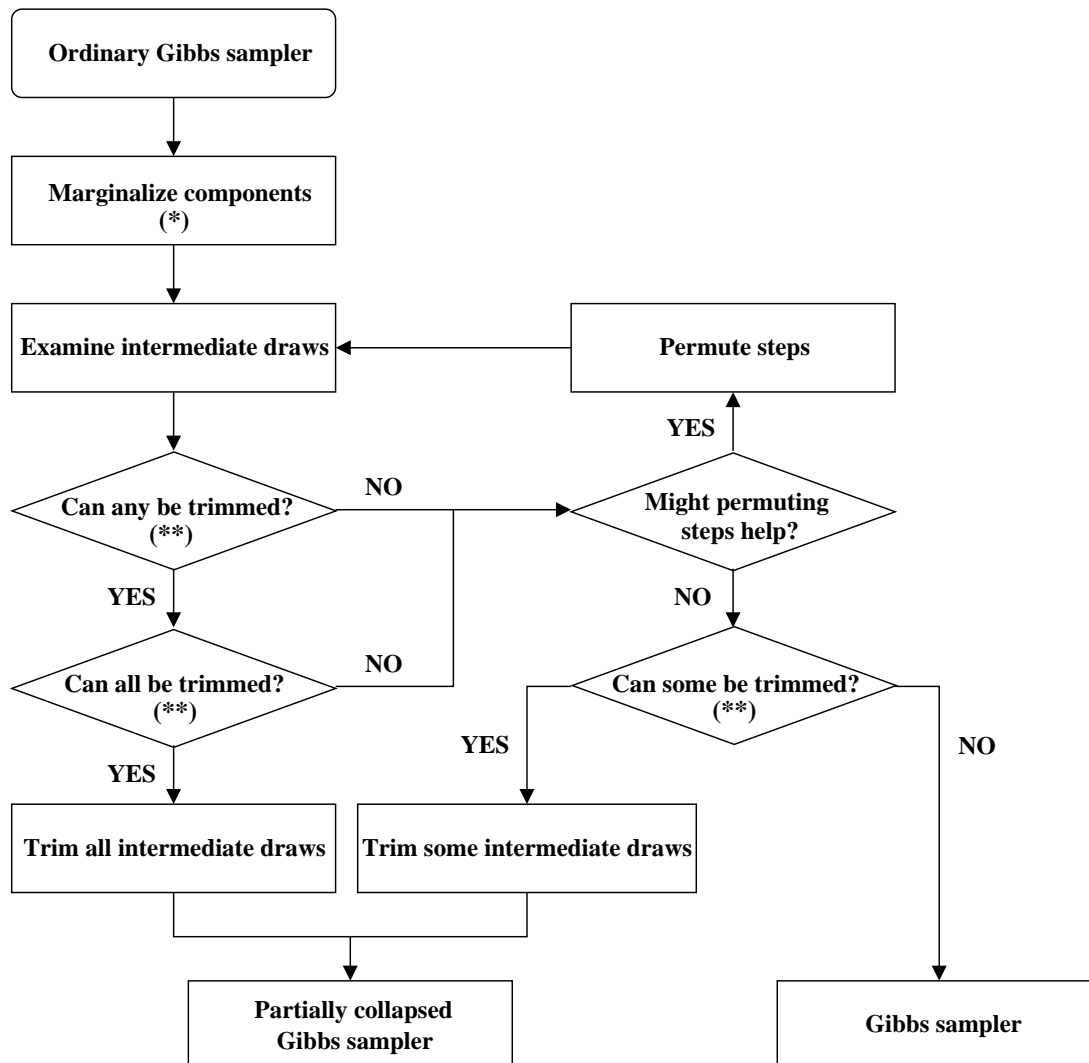 Ordinary Gibbs sampler
Marginalize components
(*)
Examine intermediate draws
Permute steps
YES
Can any be trimmed?
(**)
NO
Might permuting
steps help?
YES
NO
Can all be trimmed?
(**)
NO
Can some be trimmed?
(**)
YES
YES
NO
Trim all intermediate draws
Trim some intermediate draws
Partially collapsed
Gibbs sampler
Gibbs sampler